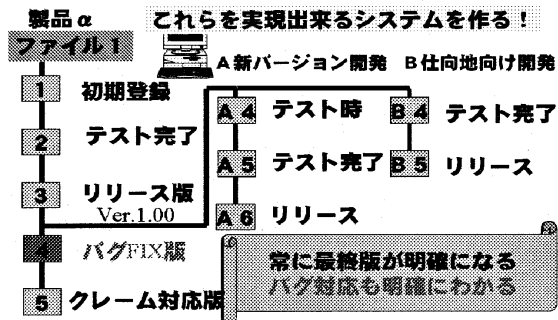 製品α
これらを実現出来るシステムを作る！
ファイル１
A新バージョン開発
B仕向地向け開発
1 初期登録
2 テスト完了
3 リリース版
Ver.1.00
4 バグFIX版
5 クレーム対応版
A4 テスト時
A5 テスト完了
A6 リリース
B4 テスト完了
B5 リリース
常に最終版が明確になる
バグ対応も明確にわかる